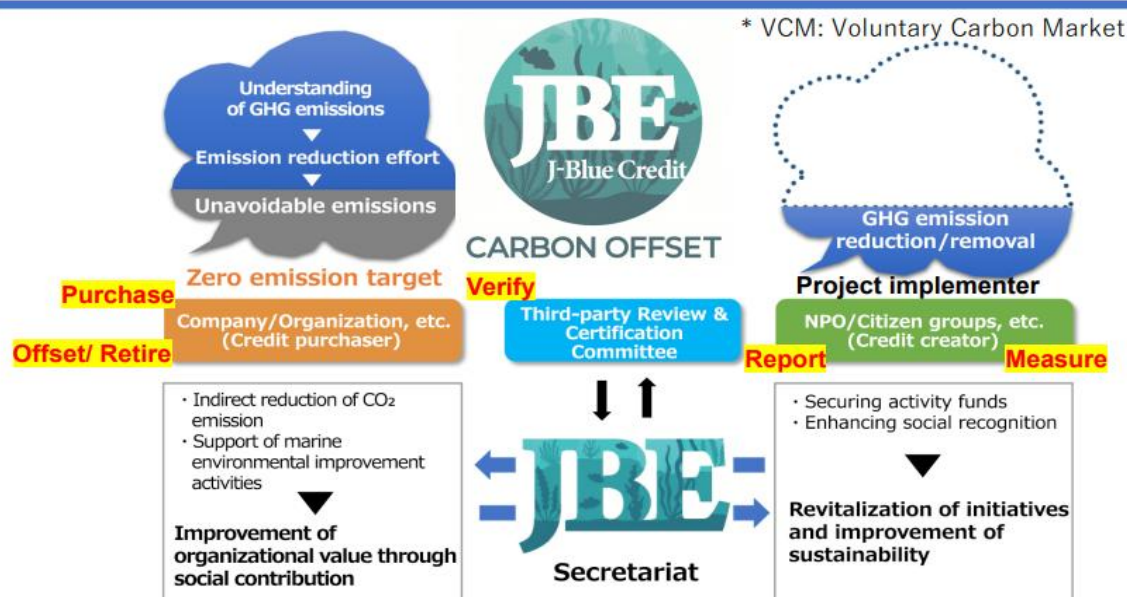 * VCM: Voluntary Carbon Market
Understanding
of GHG emissions
Emission reduction effort
Unavoidable emissions
Zero emission target
JBE
J-Blue Credit
CARBON OFFSET
GHG emission
reduction/removal
Project implementer
Purchase
Company/Organization, etc.
(Credit purchaser)
Offset/ Retire
Verify
Third-party Review &
Certification
Committee
NPO/Citizen groups, etc.
(Credit creator)
Report
Measure
・Indirect reduction of CO₂
emission
・Support of marine
environmental improvement
activities
Improvement of
organizational value through
social contribution
JBE
Secretariat
・Securing activity funds
・Enhancing social recognition
Revitalization of initiatives
and improvement of
sustainability